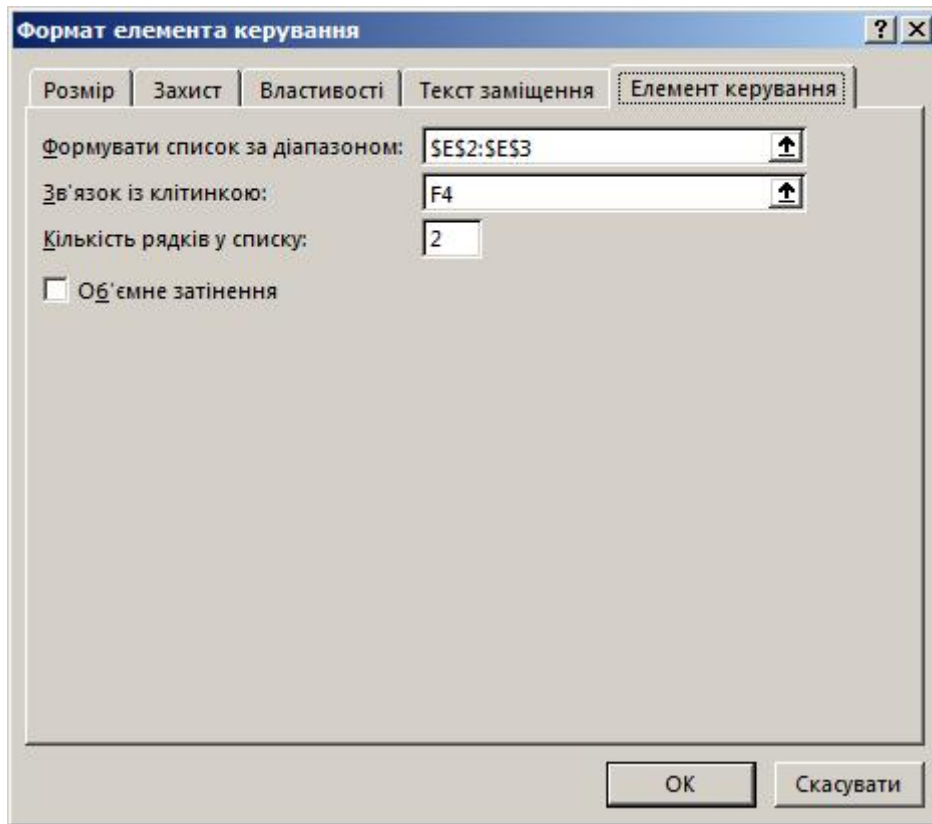 Формат елемента керування
Розмір Захист Властивості Текст заміщення Елемент керування
Формувати список за діапазоном: $E$2:$E$3
Зв'язок із клітинкою: F4
Кількість рядків у списку: 2
Об'ємне затінення
ОК Скасувати